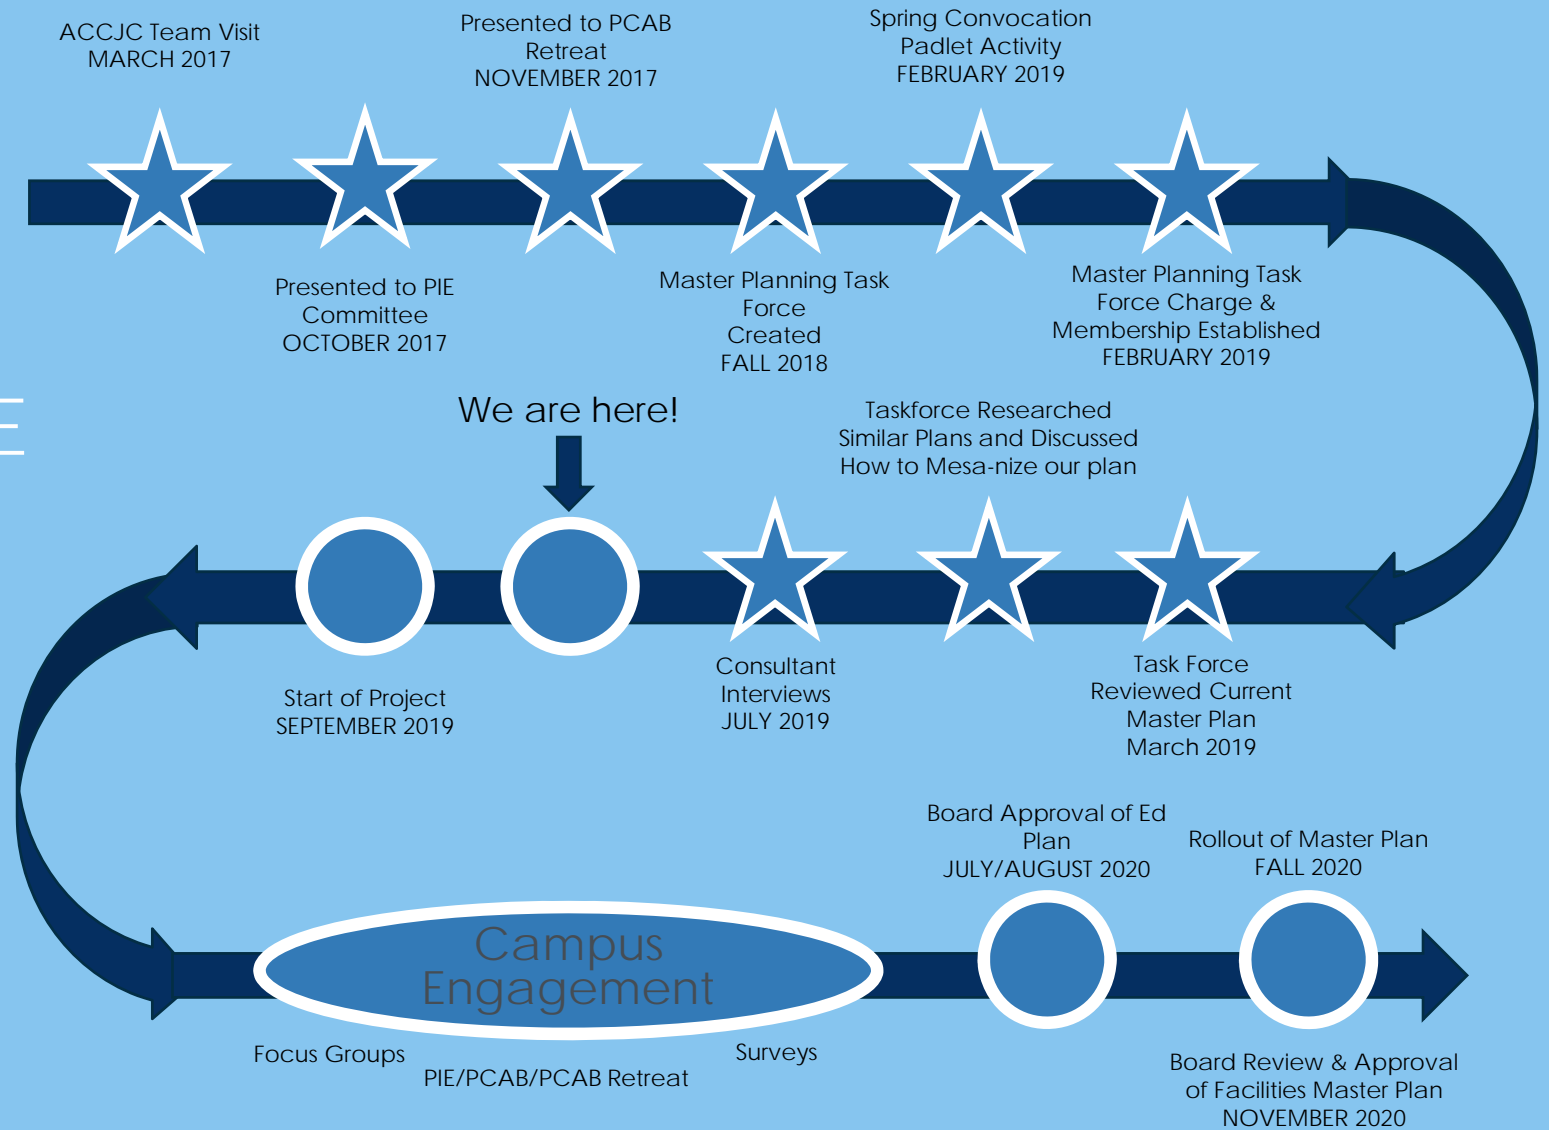 ACCJC Team Visit
MARCH 2017
Presented to PCAB
Retreat
NOVEMBER 2017
Spring Convocation
Padlet Activity
FEBRUARY 2019
Presented to PIE
Committee
OCTOBER 2017
Master Planning Task
Force
Created
FALL 2018
Master Planning Task
Force Charge &
Membership Established
FEBRUARY 2019
We are here!
Taskforce Researched
Similar Plans and Discussed
How to Mesa-nize our plan
Start of Project
SEPTEMBER 2019
Consultant
Interviews
JULY 2019
Task Force
Reviewed Current
Master Plan
March 2019
Board Approval of Ed
Plan
JULY/AUGUST 2020
Rollout of Master Plan
FALL 2020
Campus
Engagement
Focus Groups
PIE/PCAB/PCAB Retreat
Surveys
Board Review & Approval
of Facilities Master Plan
NOVEMBER 2020